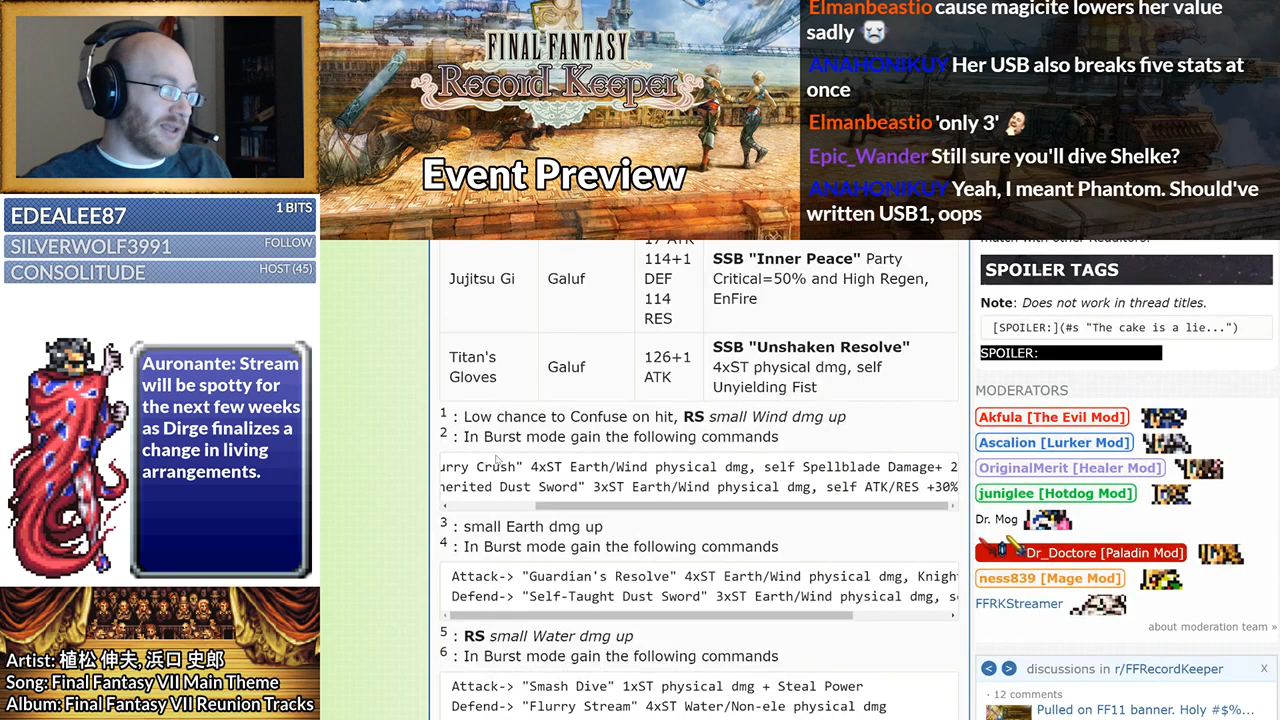 Elmanbeastio cause magicite lowers her value
sadly
ANAHONIKUY Her USB also breaks five stats at
once
Elmanbeastio 'only 3'
Epic_Wander Still sure you'll dive Shelke?
ANAHONIKUY Yeah, I meant Phantom. Should've
written USB1, oops
FINAL FANTASY
Record Keeper
Event Preview
EDEALEE87 1 BITS
SILVERWOLF3991 FOLLOW
CONSOLITUDE HOST (45)
Auronante: Stream
will be spotty for
the next few weeks
as Dirge finalizes a
change in living
arrangements.
Artist: 植松 伸夫, 浜口 史郎
Song: Final Fantasy VII Main Theme
Album: Final Fantasy VII Reunion Tracks
17 ATK
Jujitsu Gi
Galuf
114+1
DEF
114
RES
SSB "Inner Peace" Party
Critical=50% and High Regen,
EnFire
Titan's
Gloves
Galuf
126+1
ATK
SSB "Unshaken Resolve"
4xST physical dmg, self
Unyielding Fist
1 : Low chance to Confuse on hit, RS small Wind dmg up
2 : In Burst mode gain the following commands
urry Crush" 4xST Earth/Wind physical dmg, self Spellblade Damage+ 2
herited Dust Sword" 3xST Earth/Wind physical dmg, self ATK/RES +30%
3 : small Earth dmg up
4 : In Burst mode gain the following commands
Attack-> "Guardian's Resolve" 4xST Earth/Wind physical dmg, Knigh
Defend-> "Self-Taught Dust Sword" 3xST Earth/Wind physical dmg, s
5 : RS small Water dmg up
6 : In Burst mode gain the following commands
Attack-> "Smash Dive" 1xST physical dmg + Steal Power
Defend-> "Flurry Stream" 4xST Water/Non-ele physical dmg
match with other Redditors.
SPOILER TAGS
Note: Does not work in thread titles.
[SPOILER:](#s "The cake is a lie...")
SPOILER:
MODERATORS
Akfula [The Evil Mod]
Ascalion [Lurker Mod]
OriginalMerit [Healer Mod]
juniglee [Hotdog Mod]
Dr. Mog
Dr_Doctore [Paladin Mod]
ness839 [Mage Mod]
FFRKStreamer
about moderation team »
discussions in r/FFRecordKeeper X
· 12 comments
Pulled on FF11 banner. Holy #$%...